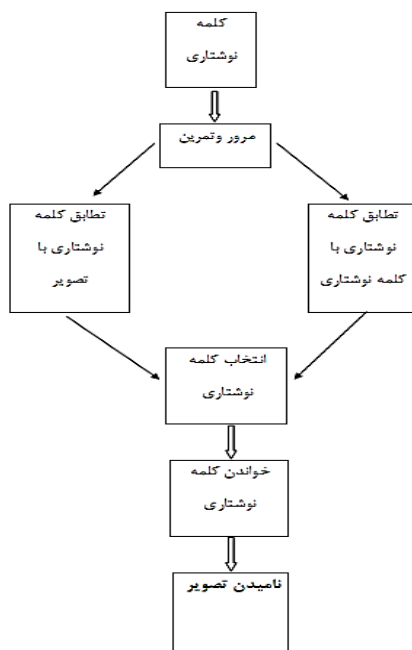 کلمه
نوشتاری
مرور وتمرین
تطابق کلمه
نوشتاری با
کلمه نوشتاری
تطابق کلمه
نوشتاری با
تصویر
انتخاب کلمه
نوشتاری
خواندن کلمه
نوشتاری
نامیدن تصویر